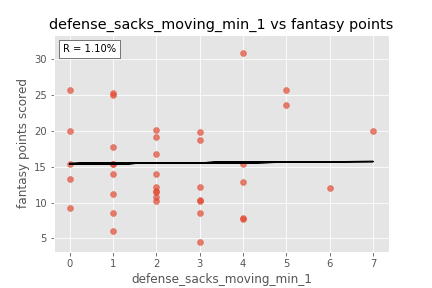 defense_sacks_moving_min_1 vs fantasy points
R = 1.10%
30
25
20
15
10
5
fantasy points scored
0 1 2 3 4 5 6 7
defense_sacks_moving_min_1